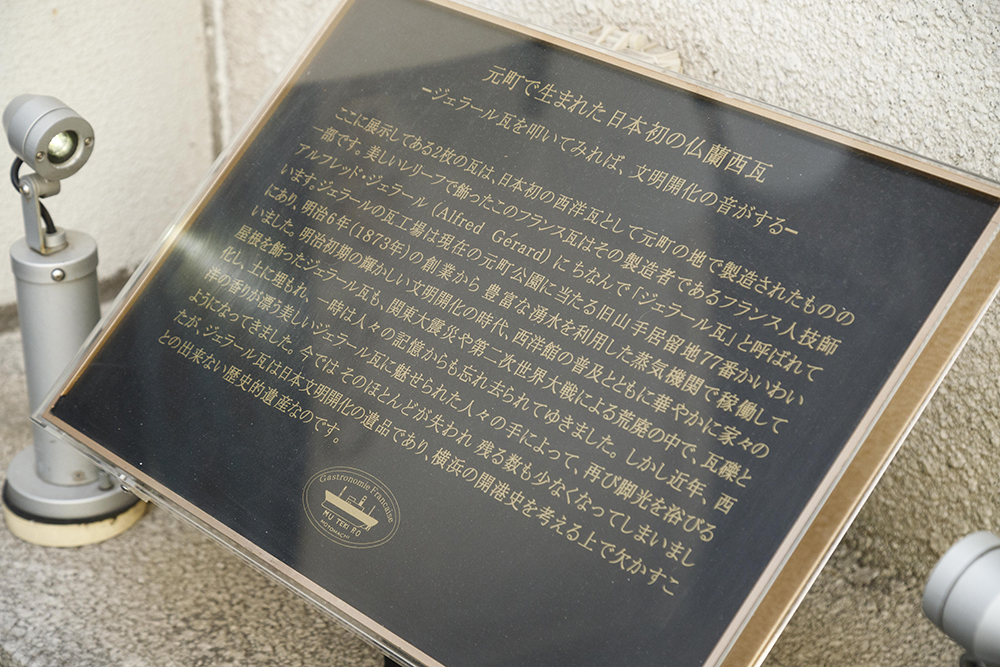 元町で生まれた日本初の仏蘭西瓦
ージェラール瓦を叩いてみれば、文明開化の音がするー
ここに展示してある2枚の瓦は、日本初の西洋瓦として元町の地で製造されたものの
一部です。美しいレリーフで飾ったこのフランス瓦はその製造者であるフランス人技師
アルフレッド・ジェラール（Alfred Gerard）にちなんで「ジェラール瓦」と呼ばれて
います。ジェラールの瓦工場は現在の元町公園に当たる旧山手居留地77番かいわい
にあり、明治6年(1873年)の創業から 豊富な湧水を利用した蒸気機関で稼働して
いました。明治初期の輝かしい文明開化の時代、西洋館の普及とともに華やかに家々の
屋根を飾ったジェラール瓦も、関東大震災や第二次世界大戦による荒廃の中で、瓦礫と
化し、土に埋もれ、一時は人々の記憶からも忘れ去られてゆきました。しかし近年、西
洋の香りが漂う美しいジェラール瓦に魅せられた人々の手によって、再び脚光を浴びる
ようになってきました。今では そのほとんどが失われ 残る数も少なくなってしまいまし
たが、ジェラール瓦は日本文明開化の遺品であり、横浜の開港史を考える上で欠かすこ
との出来ない歴史的遺産なのです。
Gastronomie Francaise
MU TEKI RO
MOTOMACHI